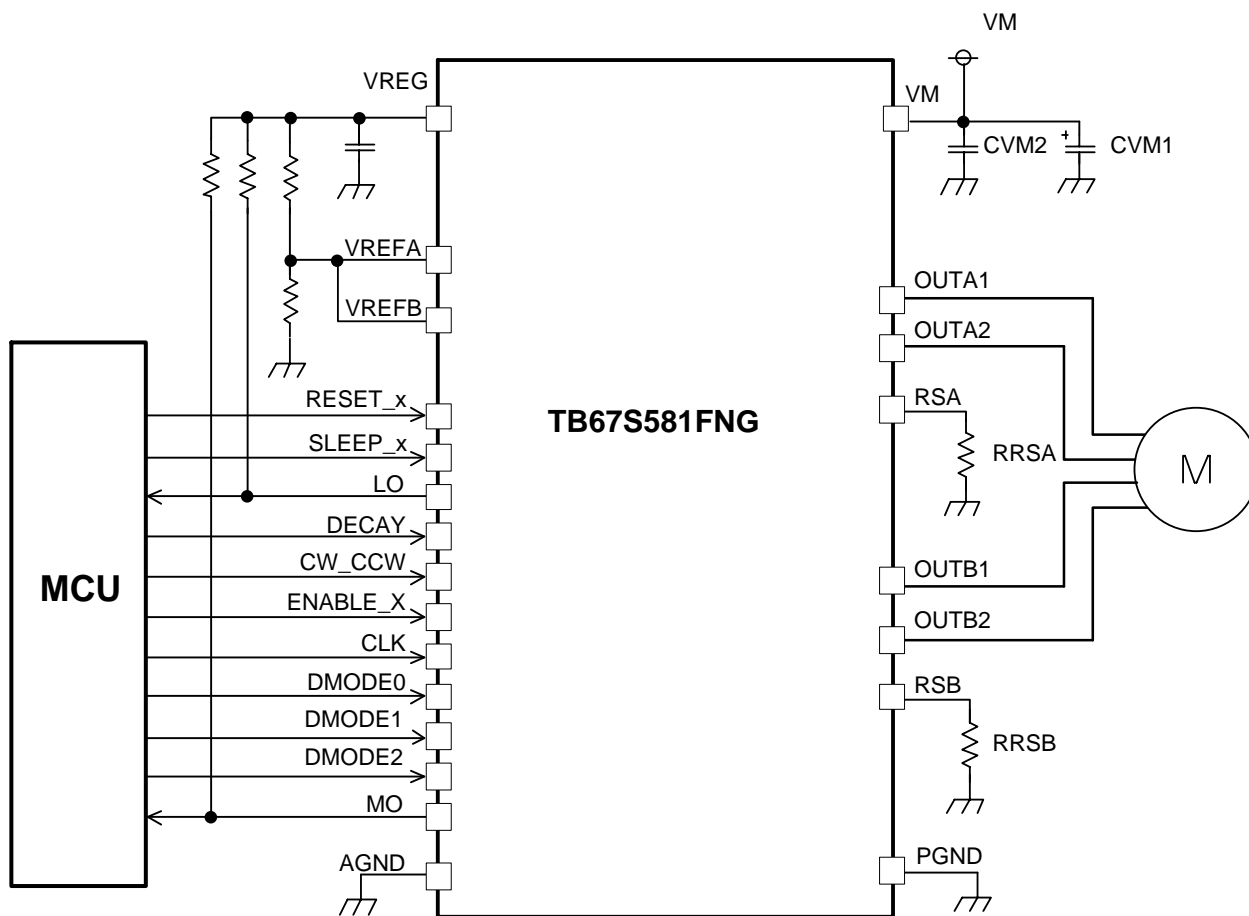 VM
VREG
VM
CVM2
+
CVM1
VREFA
VREFB
OUTA1
OUTA2
RSA
RRSA
RESET_x
SLEEP_x
LO
DECAY
CW_CCW
ENABLE_X
CLK
DMODE0
DMODE1
DMODE2
MO
AGND
MCU
TB67S581FNG
M
OUTB1
OUTB2
RSB
RRSB
PGND